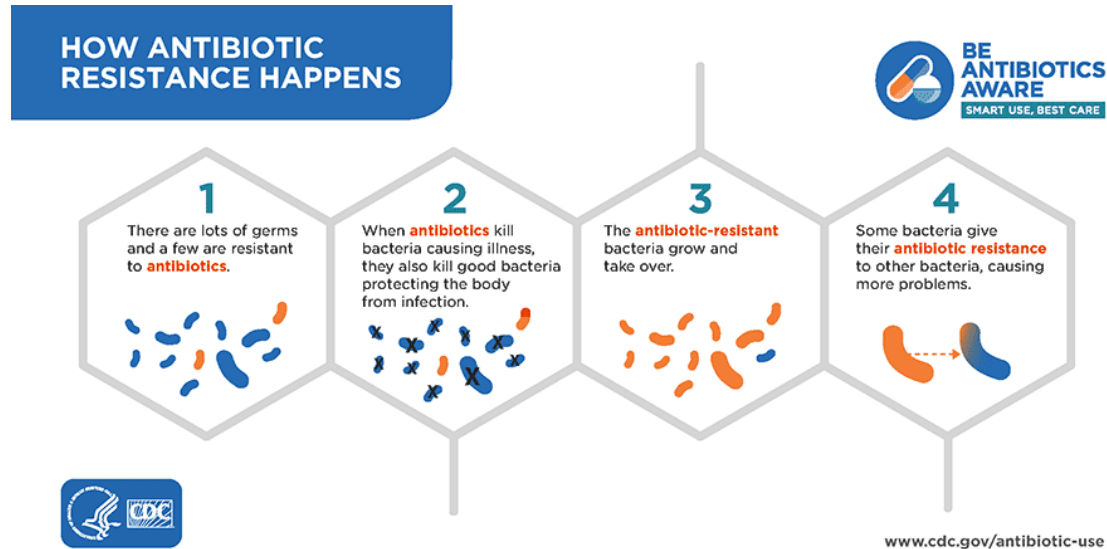 HOW ANTIBIOTIC
RESISTANCE HAPPENS
BE
ANTIBIOTICS
AWARE
SMART USE, BEST CARE
1
There are lots of germs
and a few are resistant
to antibiotics.
2
When antibiotics kill
bacteria causing illness,
they also kill good bacteria
protecting the body
from infection.
X X X X X X X X X X X
3
The antibiotic-resistant
bacteria grow and
take over.
4
Some bacteria give
their antibiotic resistance
to other bacteria, causing
more problems.
CDC
www.cdc.gov/antibiotic-use